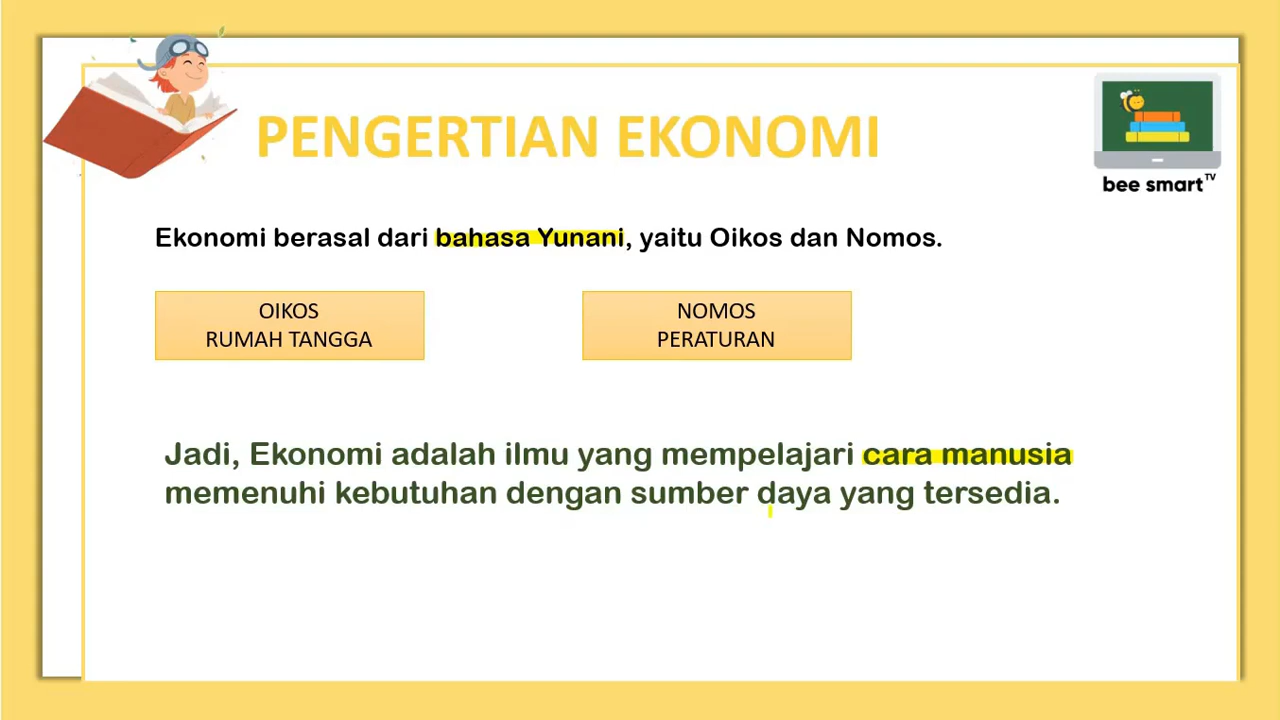 PENGERTIAN EKONOMI
bee smart TV
Ekonomi berasal dari bahasa Yunani, yaitu Oikos dan Nomos.
OIKOS
RUMAH TANGGA
NOMOS
PERATURAN
Jadi, Ekonomi adalah ilmu yang mempelajari cara manusia
memenuhi kebutuhan dengan sumber daya yang tersedia.